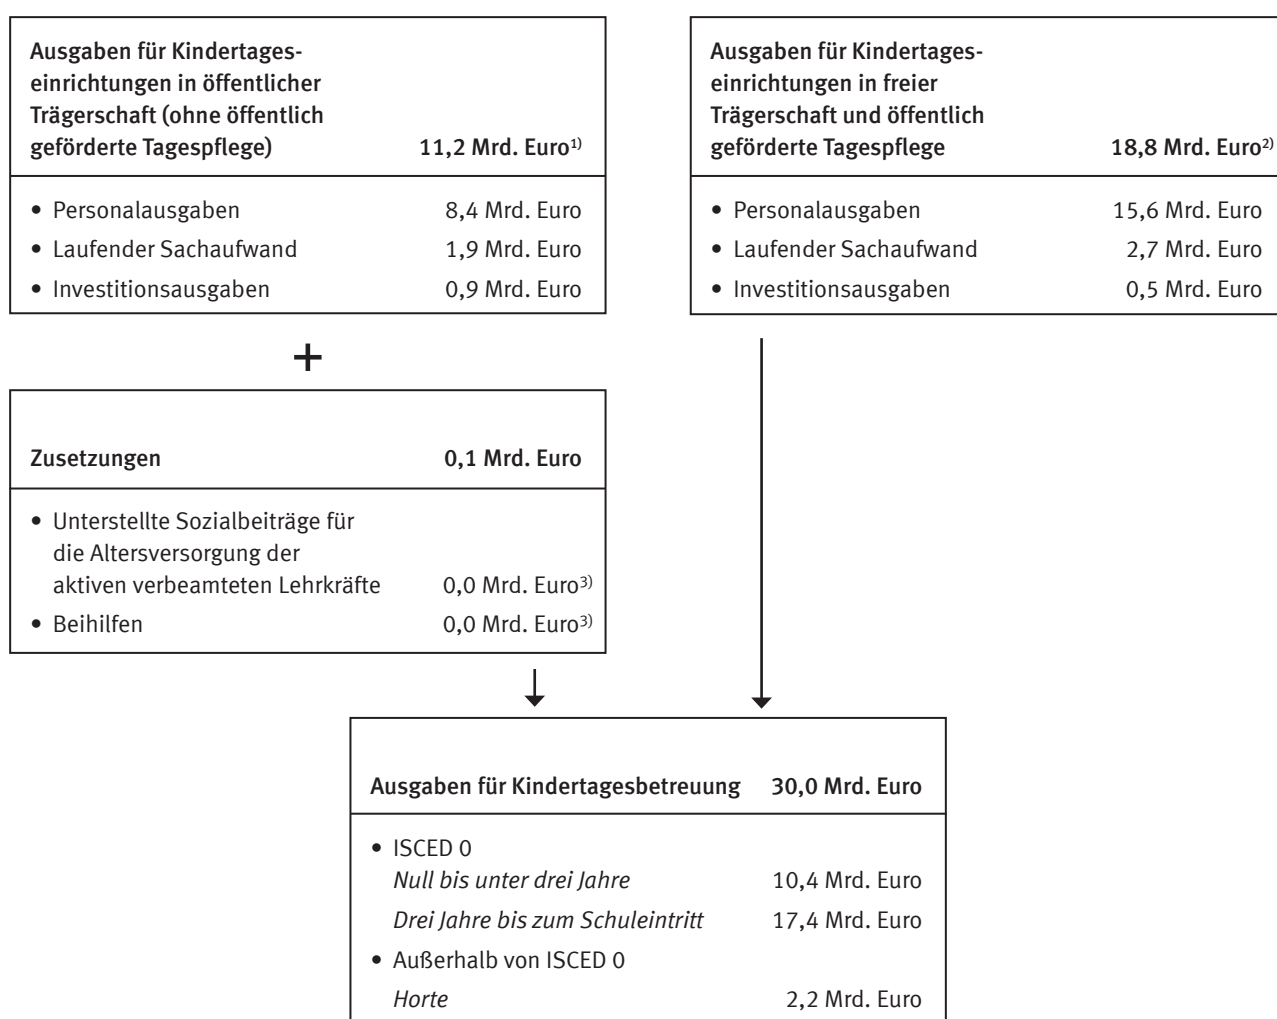 Ausgaben für Kindertages-
einrichtungen in öffentlicher
Trägerschaft (ohne öffentlich
geförderte Tagespflege) 11,2 Mrd. Euro1)
• Personalausgaben 8,4 Mrd. Euro
• Laufender Sachaufwand 1,9 Mrd. Euro
• Investitionsausgaben 0,9 Mrd. Euro
Ausgaben für Kindertages-
einrichtungen in freier
Trägerschaft und öffentlich
geförderte Tagespflege 18,8 Mrd. Euro2)
• Personalausgaben 15,6 Mrd. Euro
• Laufender Sachaufwand 2,7 Mrd. Euro
• Investitionsausgaben 0,5 Mrd. Euro
+
Zusetzungen 0,1 Mrd. Euro
• Unterstellte Sozialbeiträge für
die Altersversorgung der
aktiven verbeamteten Lehrkräfte 0,0 Mrd. Euro3)
• Beihilfen 0,0 Mrd. Euro3)
Ausgaben für Kindertagesbetreuung 30,0 Mrd. Euro
• ISCED 0
Null bis unter drei Jahre 10,4 Mrd. Euro
Drei Jahre bis zum Schuleintritt 17,4 Mrd. Euro
• Außerhalb von ISCED 0
Horte 2,2 Mrd. Euro